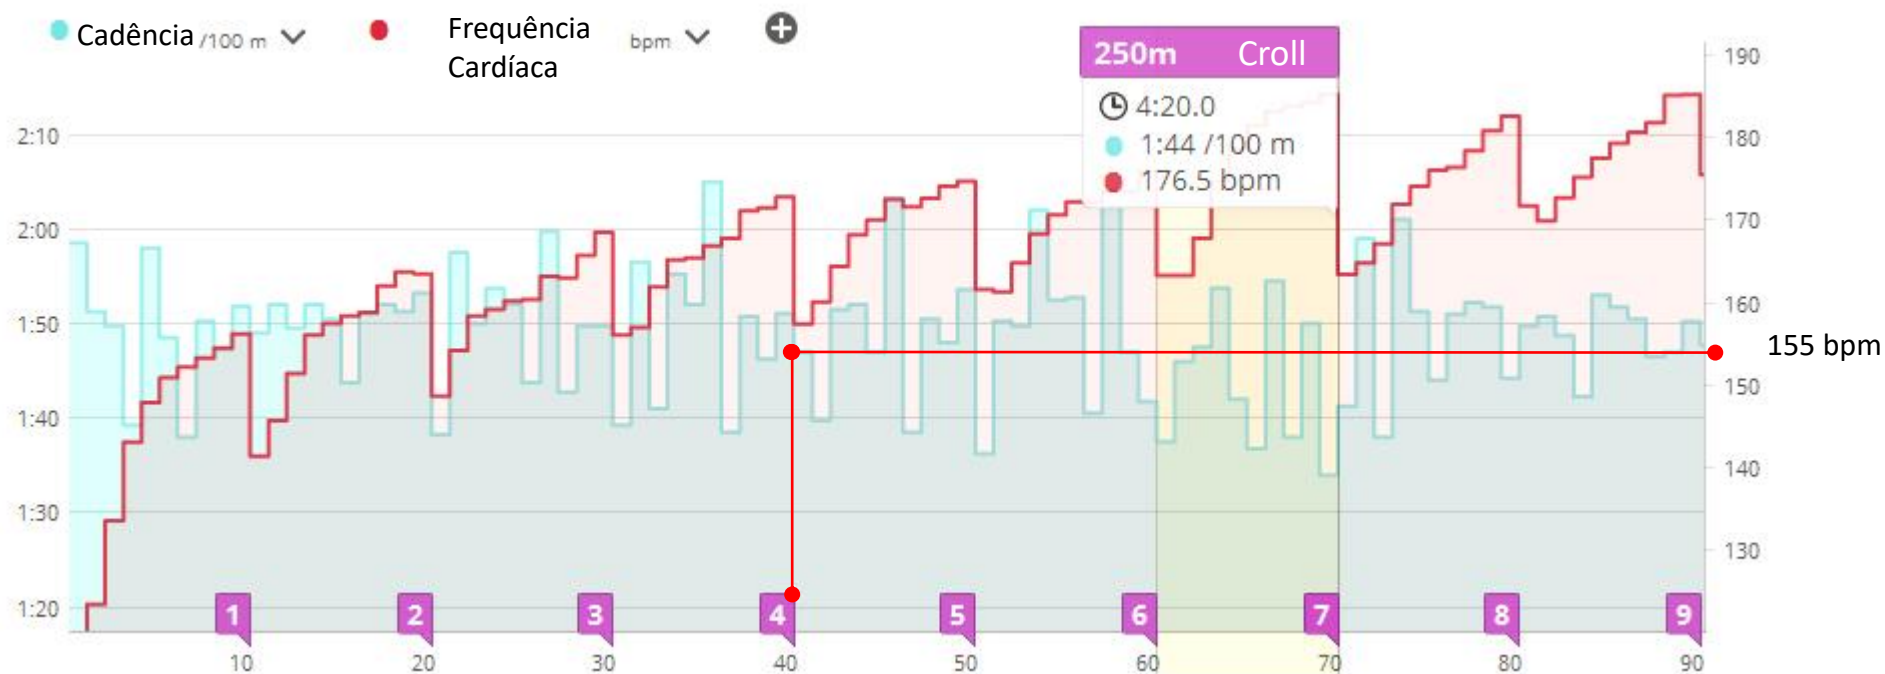 Cadência /100 m
Frequência
Cardíaca
bpm
250m Croll
4:20.0
1:44 /100 m
176.5 bpm
2:10
2:00
1:50
1:40
1:30
1:20
190
180
170
160
150
140
130
155 bpm
1 2 3 4 5 6 7 8 9
10 20 30 40 50 60 70 80 90